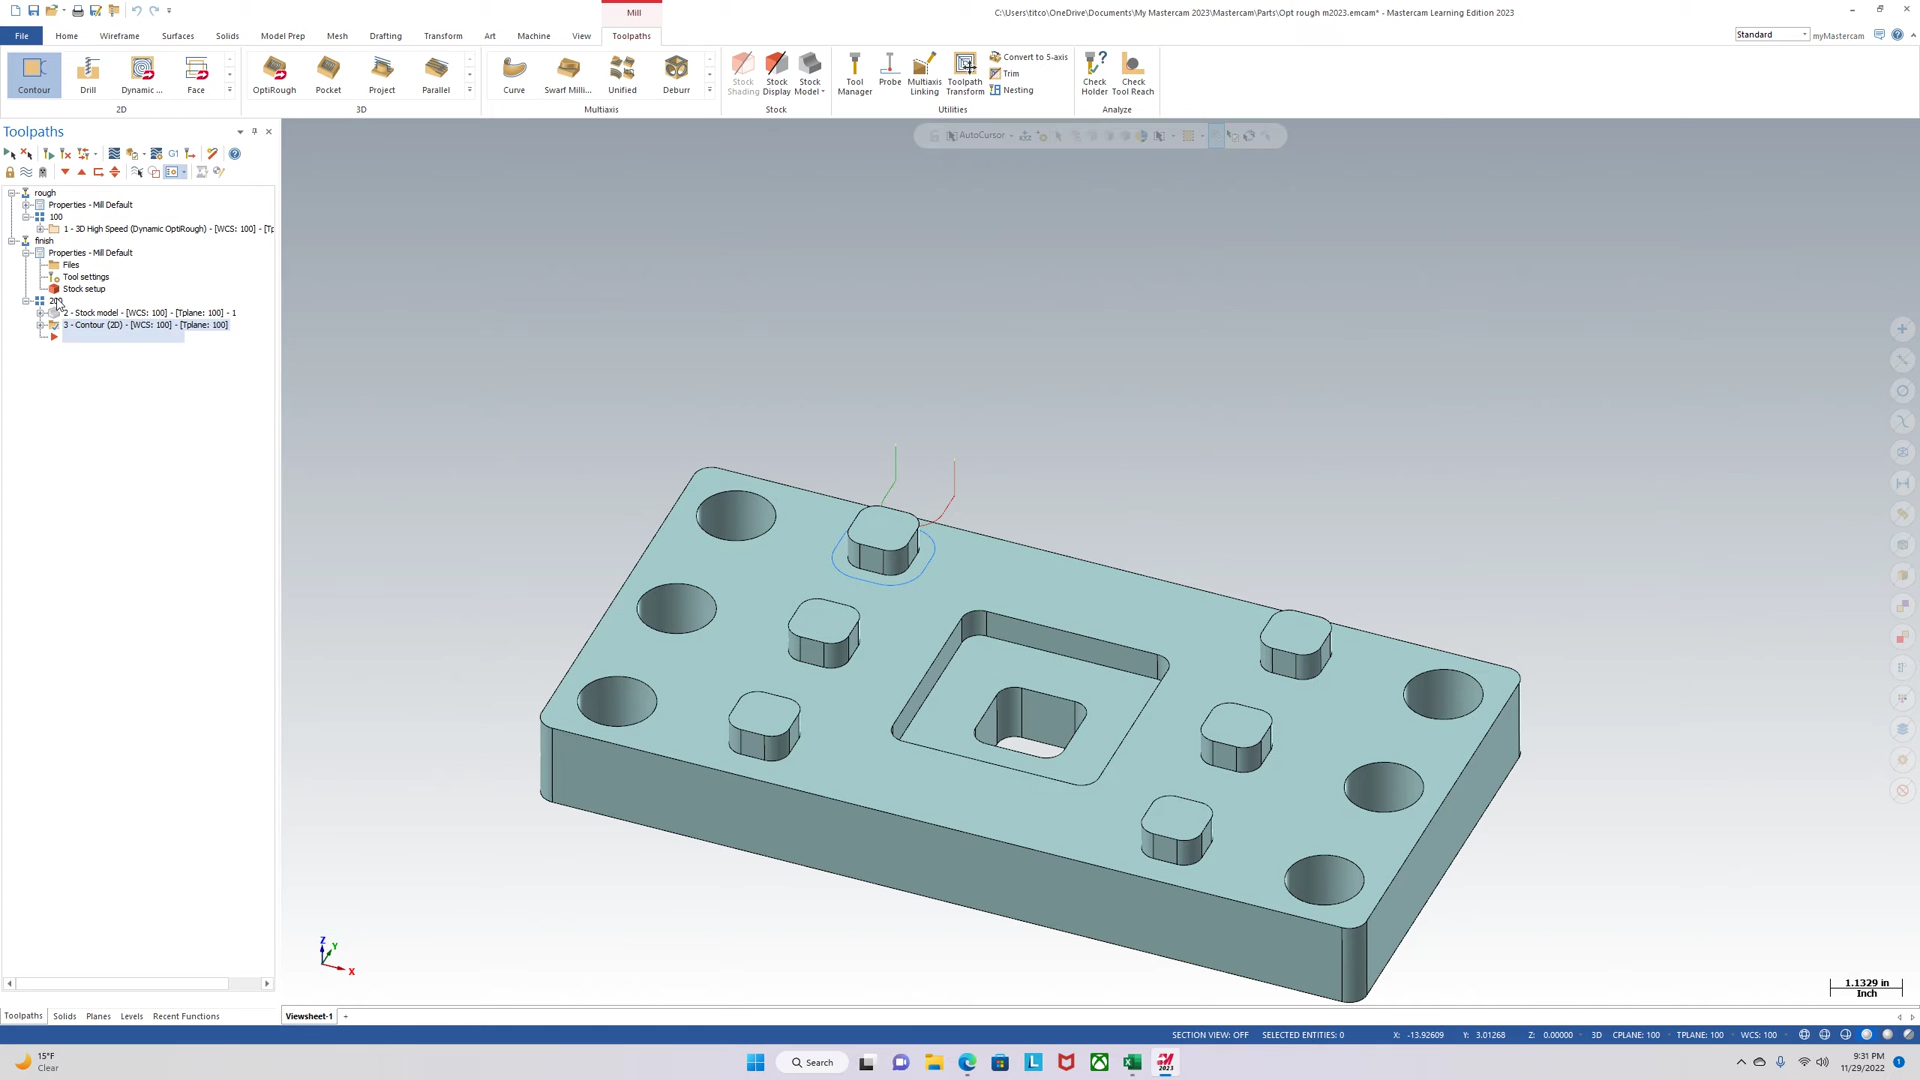 Mill
C:\Users\titco\OneDrive\Documents\My Mastercam 2023\Mastercam\Parts\Opt rough m2023.emcam* - Mastercam Learning Edition 2023
File Home Wireframe Surfaces Solids Model Prep Mesh Drafting Transform Art Machine View Toolpaths
Standard myMastercam
Contour Drill Dynamic ... Face
OptiRough Pocket Project Parallel
Curve Swarf Milli... Unified Deburr
Stock Shading Stock Display Stock Model
Tool Manager Probe Multiaxis Linking Toolpath Transform
Convert to 5-axis
Trim
Nesting
Check Holder Check Tool Reach
2D 3D Multiaxis Stock Utilities Analyze
Toolpaths
AutoCursor
G1
rough
Properties - Mill Default
100
1 - 3D High Speed (Dynamic OptiRough) - [WCS: 100] - [Tp
finish
Properties - Mill Default
Files
Tool settings
Stock setup
2 - Stock model - [WCS: 100] - [Tplane: 100] - 1
3 - Contour (2D) - [WCS: 100] - [Tplane: 100]
Z
Y
X
1.1329 in
Inch
Toolpaths Solids Planes Levels Recent Functions
Viewsheet-1 +
SECTION VIEW: OFF SELECTED ENTITIES: 0 X: -13.92609 Y: 3.01268 Z: 0.00000 3D CPLANE: 100 TPLANE: 100 WCS: 100
15°F
Clear
Search
L
2023
9:31 PM
11/29/2022
1